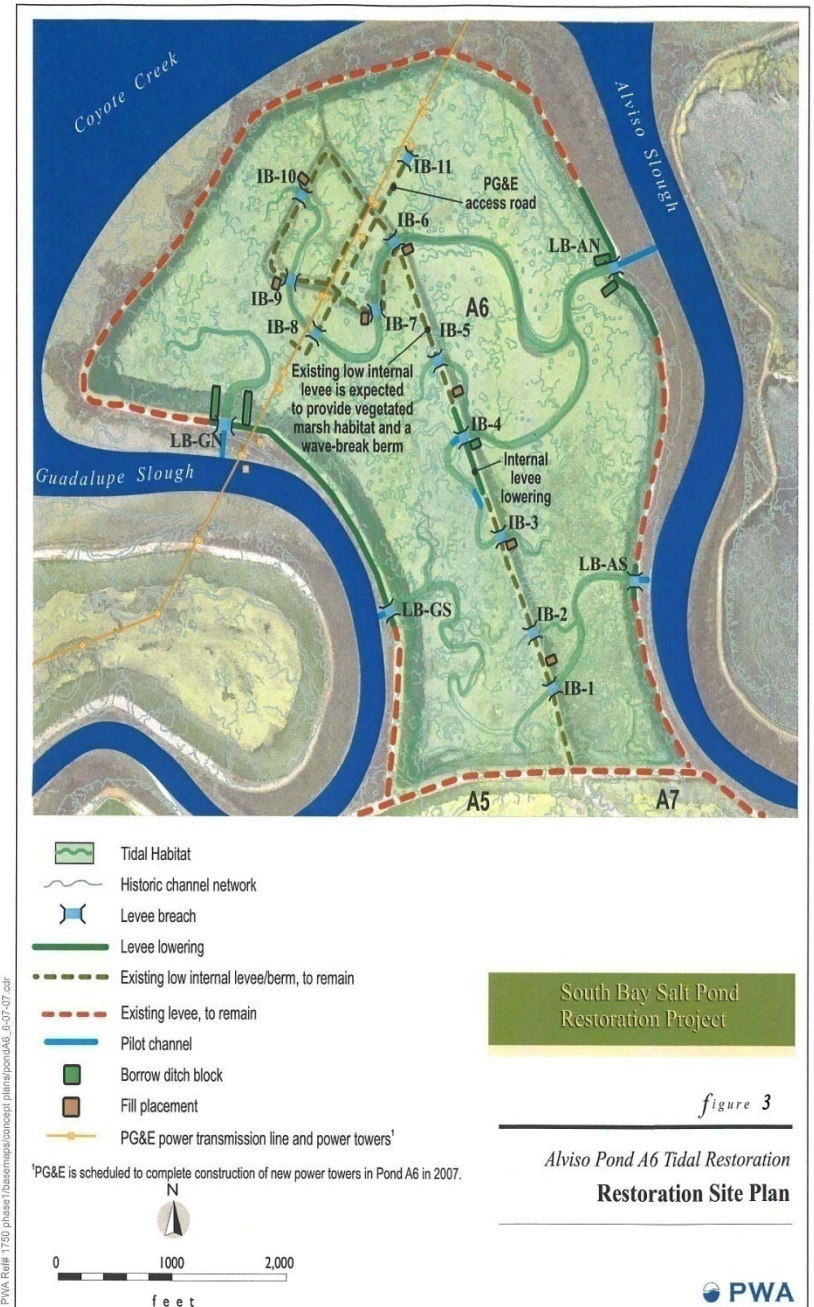 Coyote Creek
Alviso Slough
IB-10
IB-11
PG&E
access road
IB-6
LB-AN
IB-9
IB-7
A6
IB-8
IB-5
Existing low internal
levee is expected
to provide vegetated
marsh habitat and a
wave-break berm
LB-GN
IB-4
Internal
levee
lowering
Guadalupe Slough
IB-3
LB-AS
LB-GS
IB-2
IB-1
A5
A7
Tidal Habitat
Historic channel network
Levee breach
Levee lowering
Existing low internal levee/berm, to remain
Existing levee, to remain
Pilot channel
Borrow ditch block
Fill placement
PG&E power transmission line and power towers¹
¹PG&E is scheduled to complete construction of new power towers in Pond A6 in 2007.
N
0 1000 2,000
feet
South Bay Salt Pond
Restoration Project
figure 3
Alviso Pond A6 Tidal Restoration
Restoration Site Plan
PWA
PWA Ref# 1750 phase1/basemaps/concept plans/pondA6_6-07-07.cdr